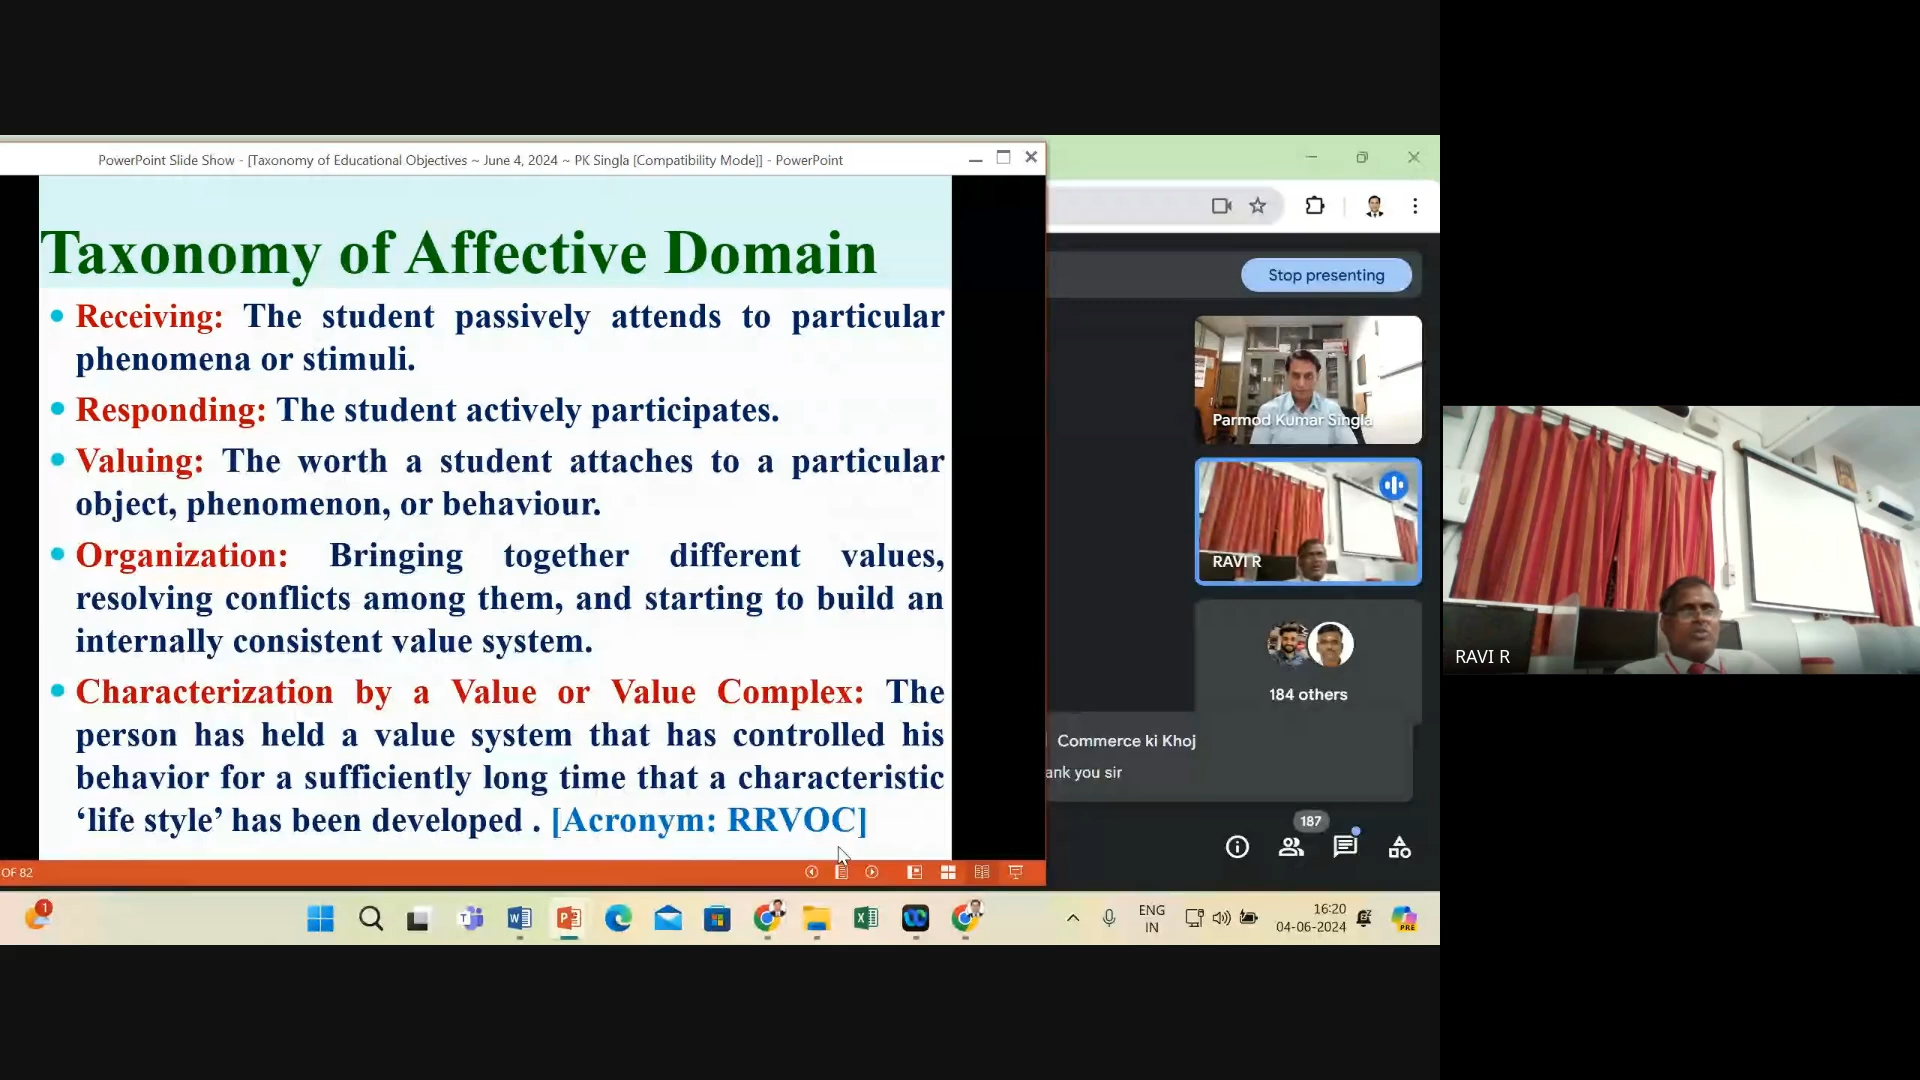 PowerPoint Slide Show - [Taxonomy of Educational Objectives ~ June 4, 2024 ~ PK Singla [Compatibility Mode]] - PowerPoint
Taxonomy of Affective Domain
• Receiving: The student passively attends to particular
phenomena or stimuli.
• Responding: The student actively participates.
• Valuing: The worth a student attaches to a particular
object, phenomenon, or behaviour.
• Organization: Bringing together different values,
resolving conflicts among them, and starting to build an
internally consistent value system.
• Characterization by a Value or Value Complex: The
person has held a value system that has controlled his
behavior for a sufficiently long time that a characteristic
‘life style’ has been developed . [Acronym: RRVOC]
OF 82
Stop presenting
Parmod Kumar Singla
RAVI R
184 others
Commerce ki Khoj
ank you sir
187
RAVI R
1
ENG
IN
16:20
04-06-2024
PRE